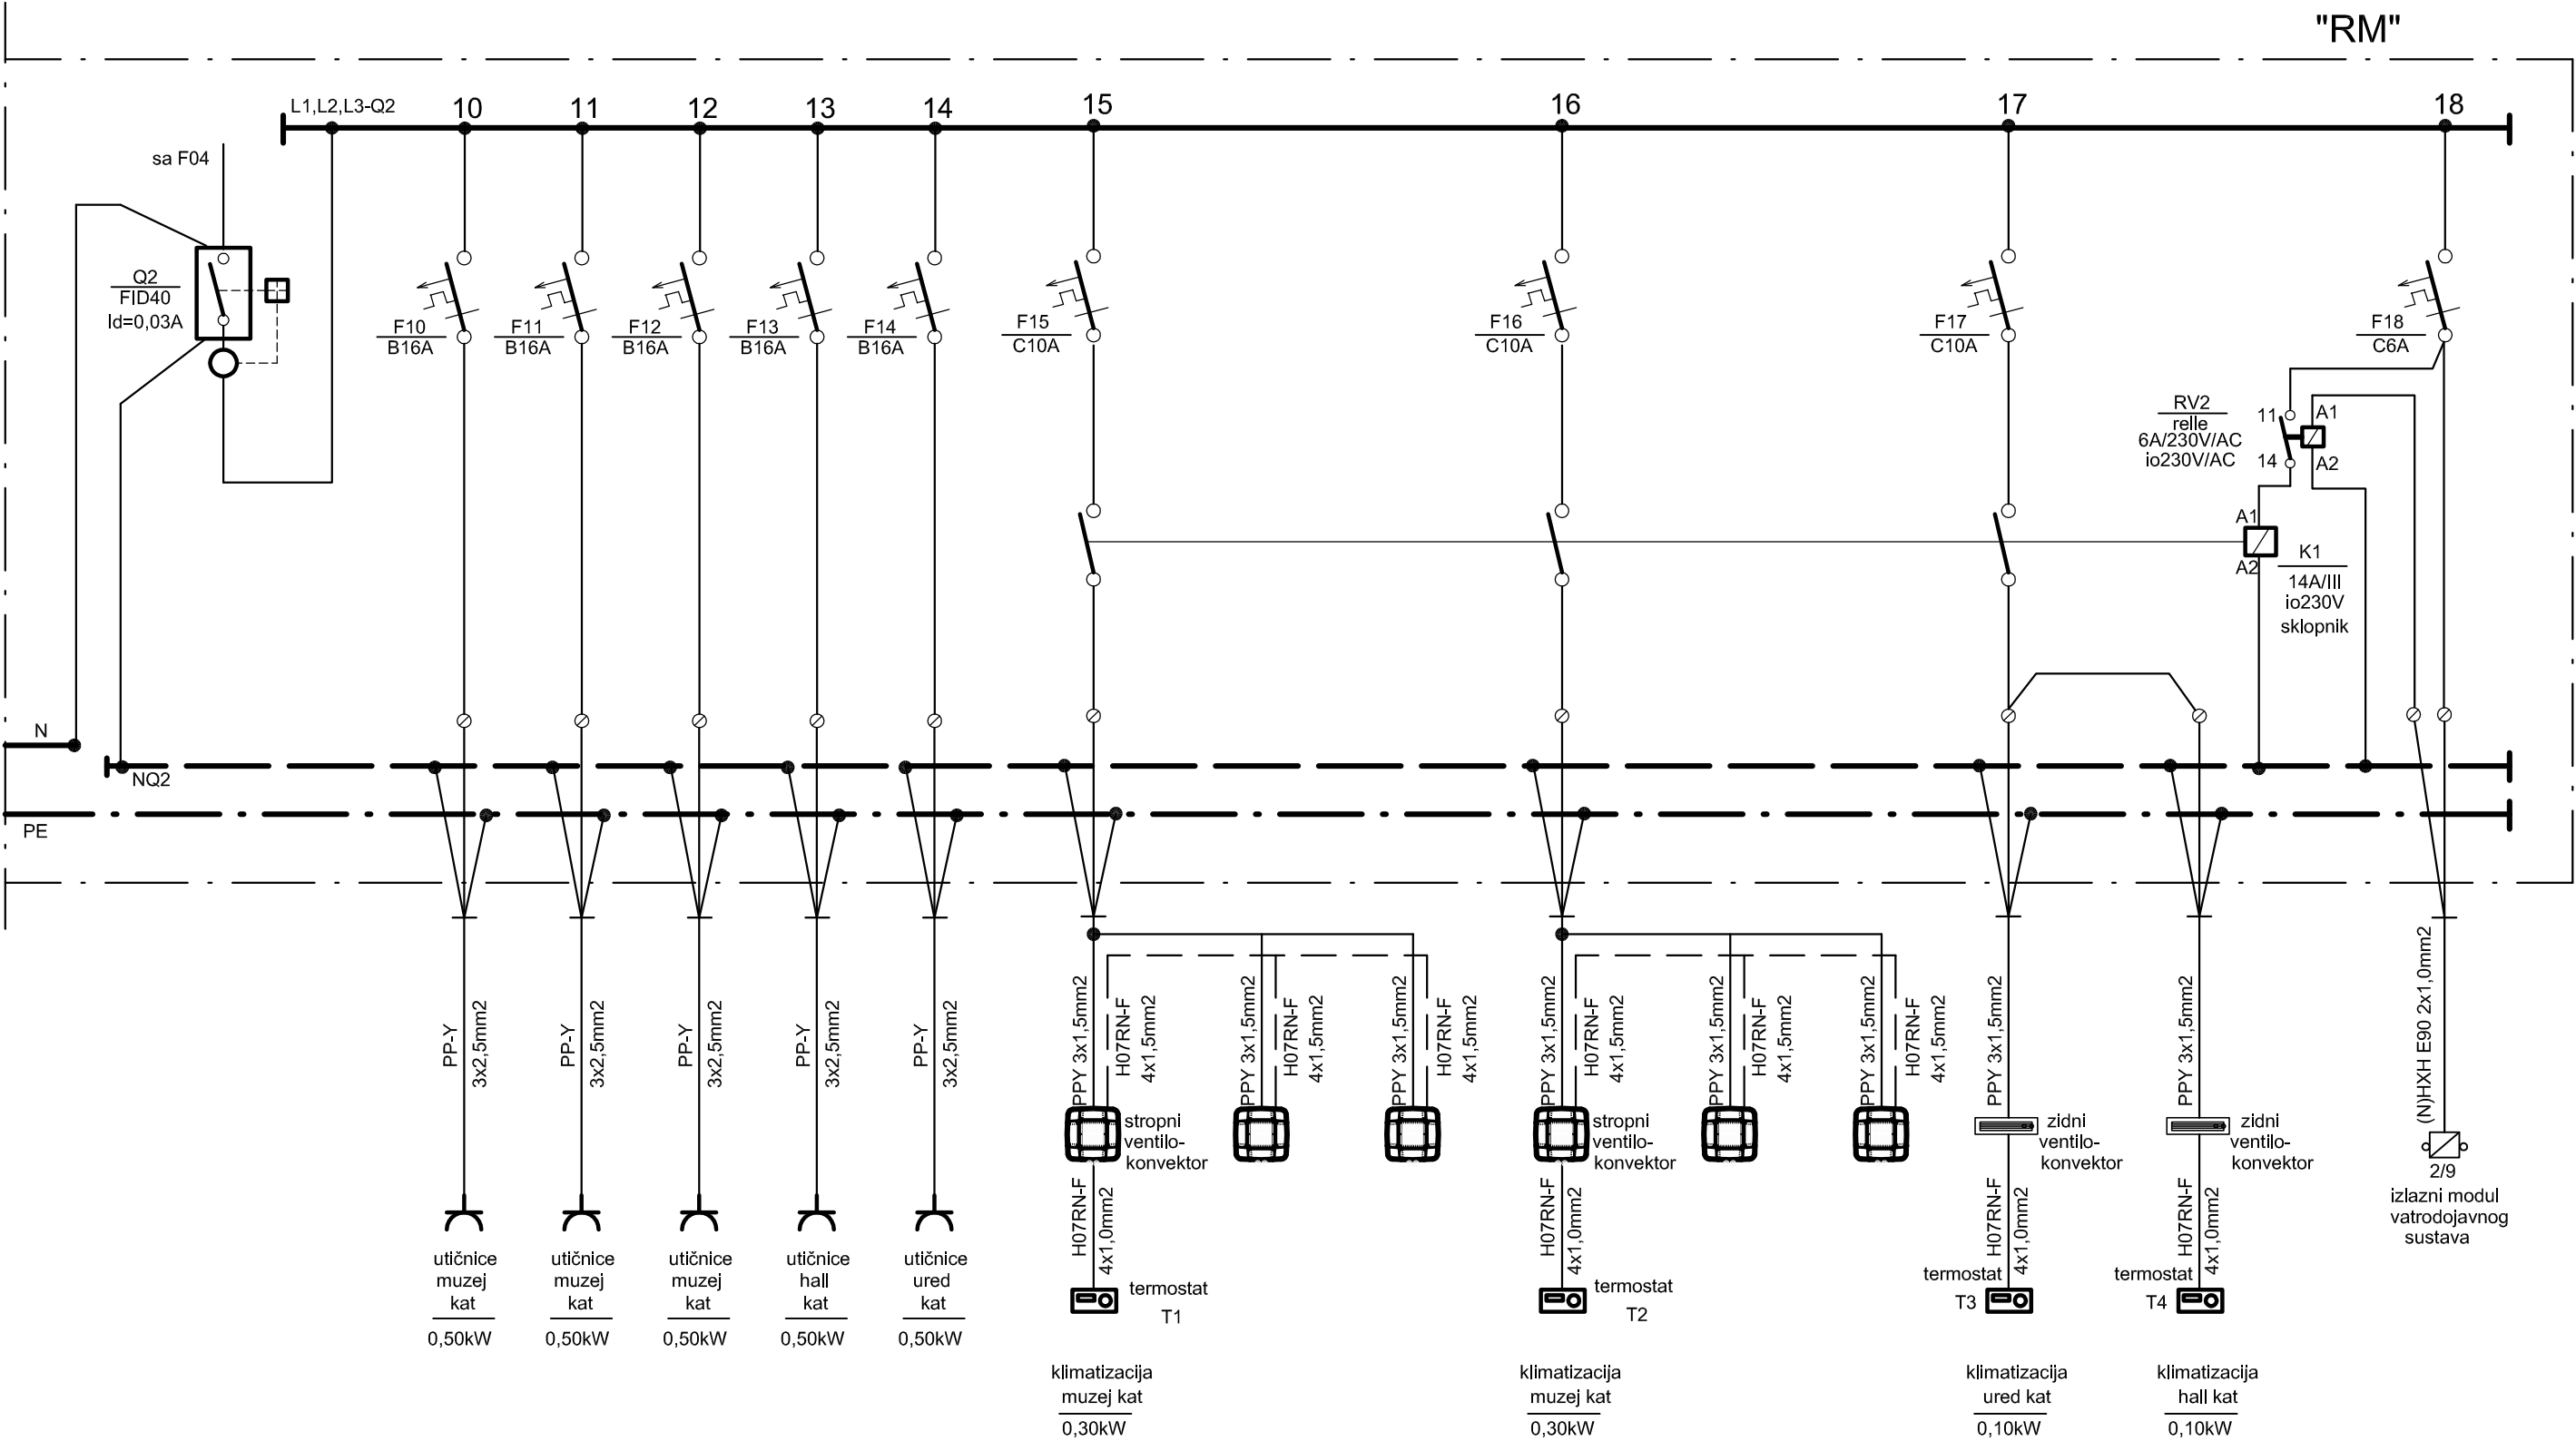 "RM"
L1,L2,L3-Q2
10
11
12
13
14
15
16
17
18
sa F04
Q2
FID40
Id=0,03A
F10
B16A
F11
B16A
F12
B16A
F13
B16A
F14
B16A
F15
C10A
F16
C10A
F17
C10A
F18
C6A
RV2
relle
6A/230V/AC
io230V/AC
11
14
A1
A2
A1
A2
K1
14A/III
io230V
sklopnik
N
NQ2
PE
PP-Y
3x2,5mm2
PP-Y
3x2,5mm2
PP-Y
3x2,5mm2
PP-Y
3x2,5mm2
PP-Y
3x2,5mm2
PPY 3x1,5mm2
H07RN-F
4x1,5mm2
PPY 3x1,5mm2
H07RN-F
4x1,5mm2
PPY 3x1,5mm2
H07RN-F
4x1,5mm2
PPY 3x1,5mm2
H07RN-F
4x1,5mm2
PPY 3x1,5mm2
H07RN-F
4x1,5mm2
PPY 3x1,5mm2
H07RN-F
4x1,5mm2
PPY 3x1,5mm2
PPY 3x1,5mm2
(N)HXH E90 2x1,0mm2
stropni
ventilo-
konvektor
stropni
ventilo-
konvektor
zidni
ventilo-
konvektor
zidni
ventilo-
konvektor
2/9
izlazni modul
vatrodojavnog
sustava
H07RN-F
4x1,0mm2
H07RN-F
4x1,0mm2
H07RN-F
4x1,0mm2
H07RN-F
4x1,0mm2
utičnice
muzej
kat
0,50kW
utičnice
muzej
kat
0,50kW
utičnice
muzej
kat
0,50kW
utičnice
hall
kat
0,50kW
utičnice
ured
kat
0,50kW
termostat
T1
termostat
T2
termostat
T3
termostat
T4
klimatizacija
muzej kat
0,30kW
klimatizacija
muzej kat
0,30kW
klimatizacija
ured kat
0,10kW
klimatizacija
hall kat
0,10kW